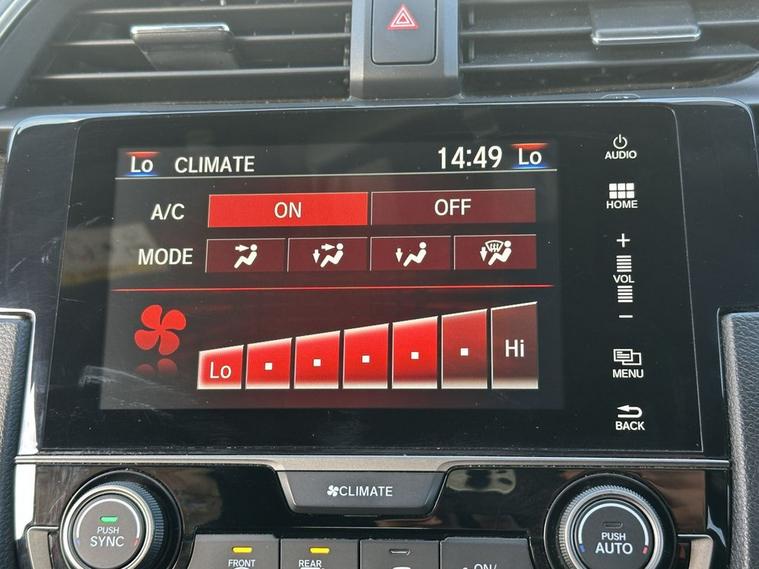 Lo CLIMATE 14:49 Lo
A/C ON OFF
MODE
Lo Hi
AUDIO
HOME
+
VOL
−
MENU
BACK
CLIMATE
PUSH
SYNC
FRONT
REAR
ON/
PUSH
AUTO